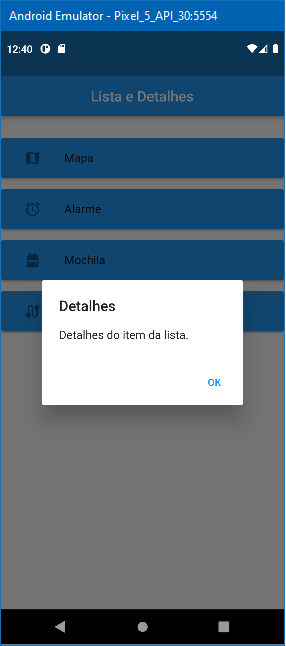 Android Emulator - Pixel_5_API_30:5554
12:40
Lista e Detalhes
Mapa
Alarme
Mochila
Detalhes
Detalhes do item da lista.
OK